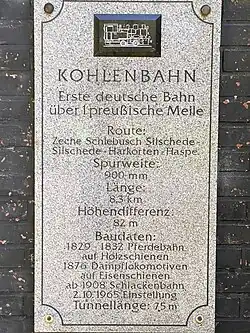 KOHLENBAHN
Erste deutsche Bahn
über 1 preußische Meile
Route:
Zeche Schlebusch Silschede-
Silschede-Harkorten-Haspe
Spurweite:
900 mm
Länge:
8,3 km
Höhendifferenz:
82 m
Baudaten:
1829 - 1832 Pferdebahn
auf Holzschienen
1876 Dampflokomotiven
auf Eisenschienen
ab 1908 Schlackenbahn
2.10.1965 Einstellung
Tunnellänge: 75 m